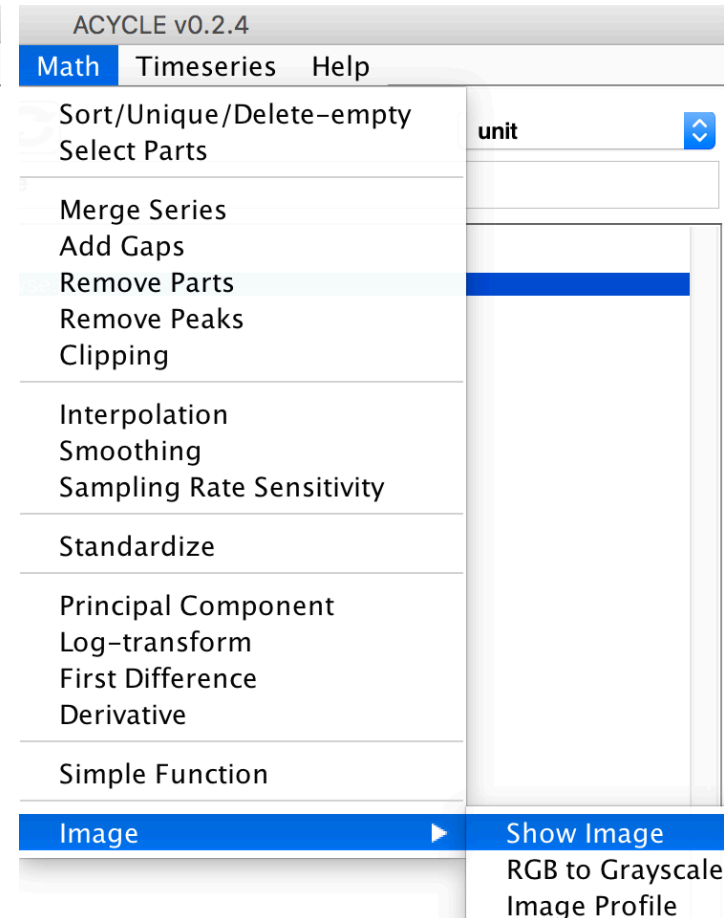 ACYCLE v0.2.4
Math Timeseries Help
Sort/Unique/Delete-empty
unit
Select Parts
Merge Series
Add Gaps
Remove Parts
Remove Peaks
Clipping
Interpolation
Smoothing
Sampling Rate Sensitivity
Standardize
Principal Component
Log-transform
First Difference
Derivative
Simple Function
Image
Show Image
RGB to Grayscale
Image Profile